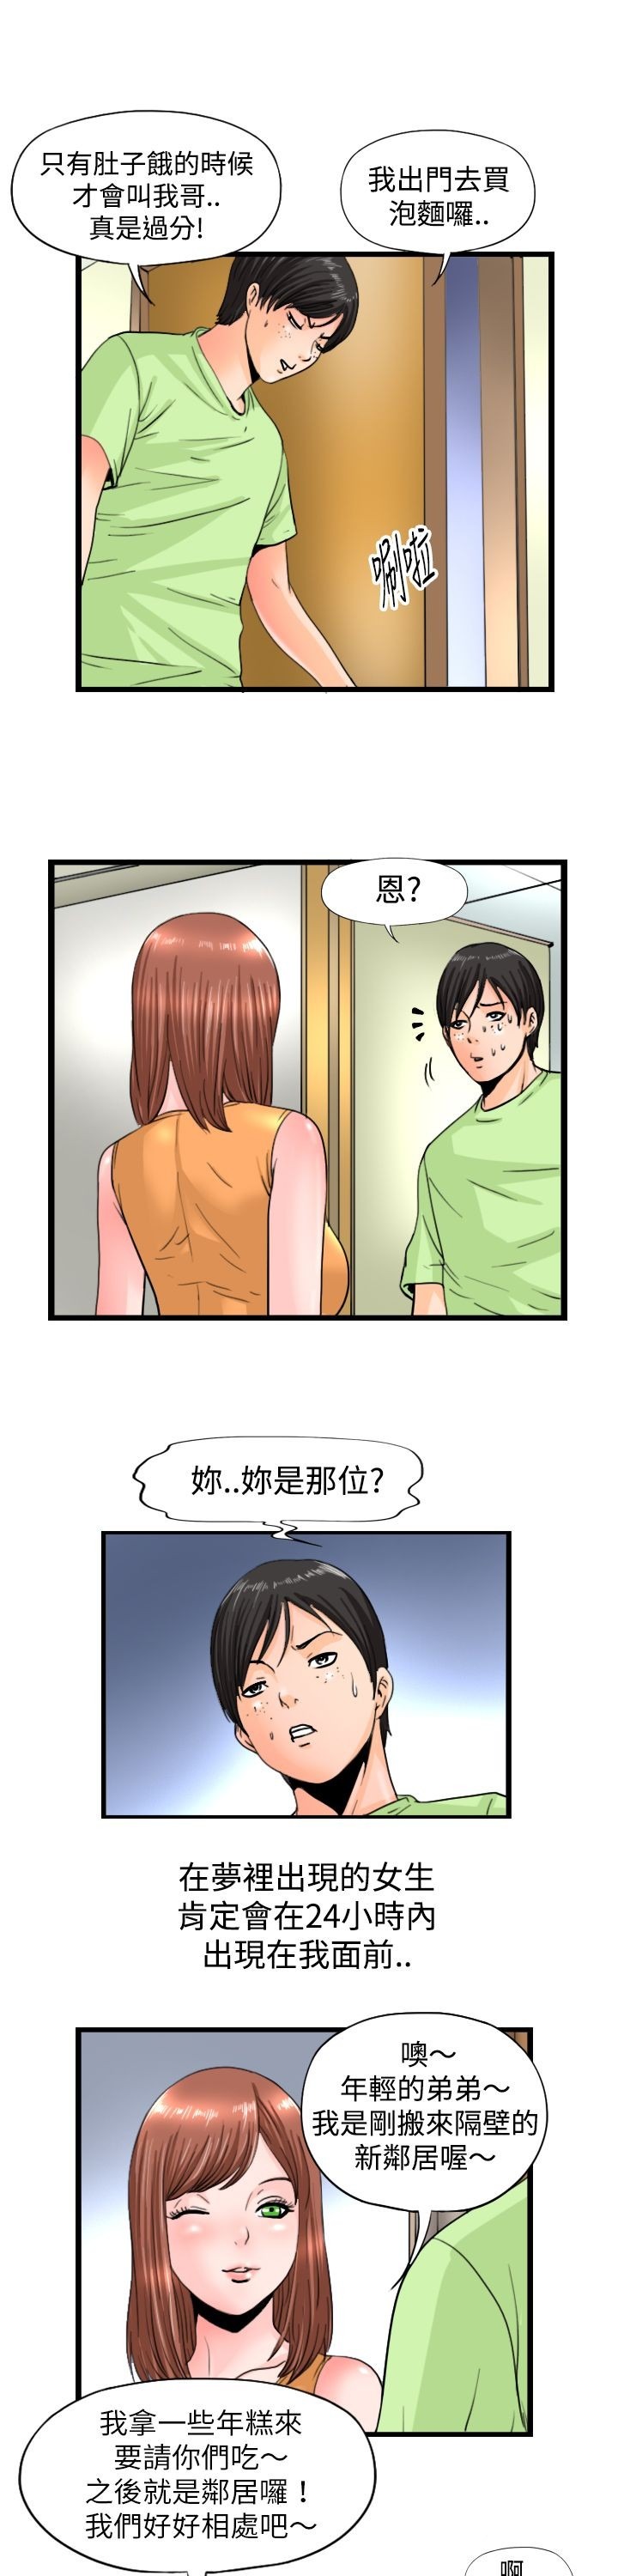 只有肚子餓的時候
才會叫我哥..
真是過分!
我出門去買
泡麵囉..
唰啦
恩?
妳..妳是那位?
在夢裡出現的女生
肯定會在24小時內
出現在我面前..
噢～
年輕的弟弟～
我是剛搬來隔壁的
新鄰居喔～
我拿一些年糕來
要請你們吃～
之後就是鄰居囉！
我們好好相處吧～
啊